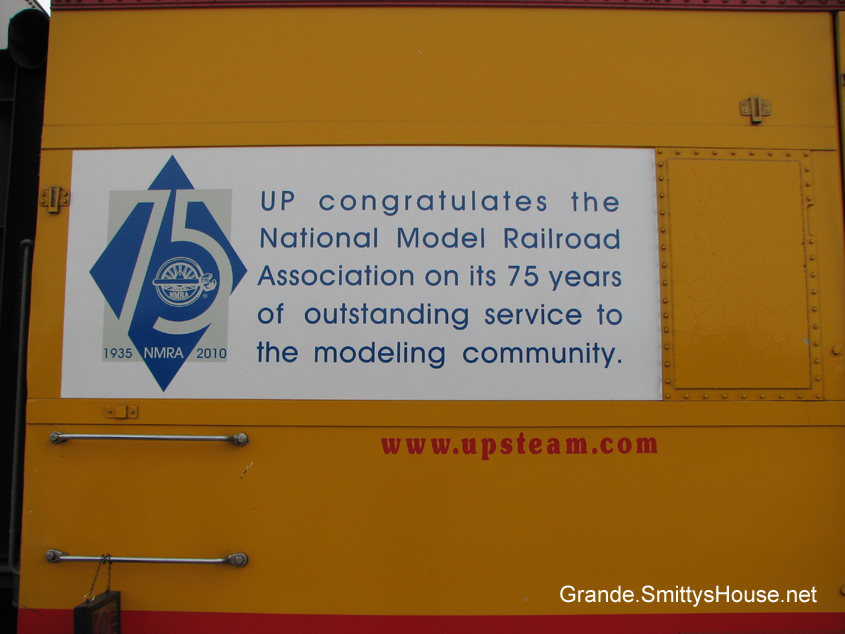 75
NMRA
1935 NMRA 2010
UP congratulates the
National Model Railroad
Association on its 75 years
of outstanding service to
the modeling community.
www.upsteam.com
Grande.SmittysHouse.net